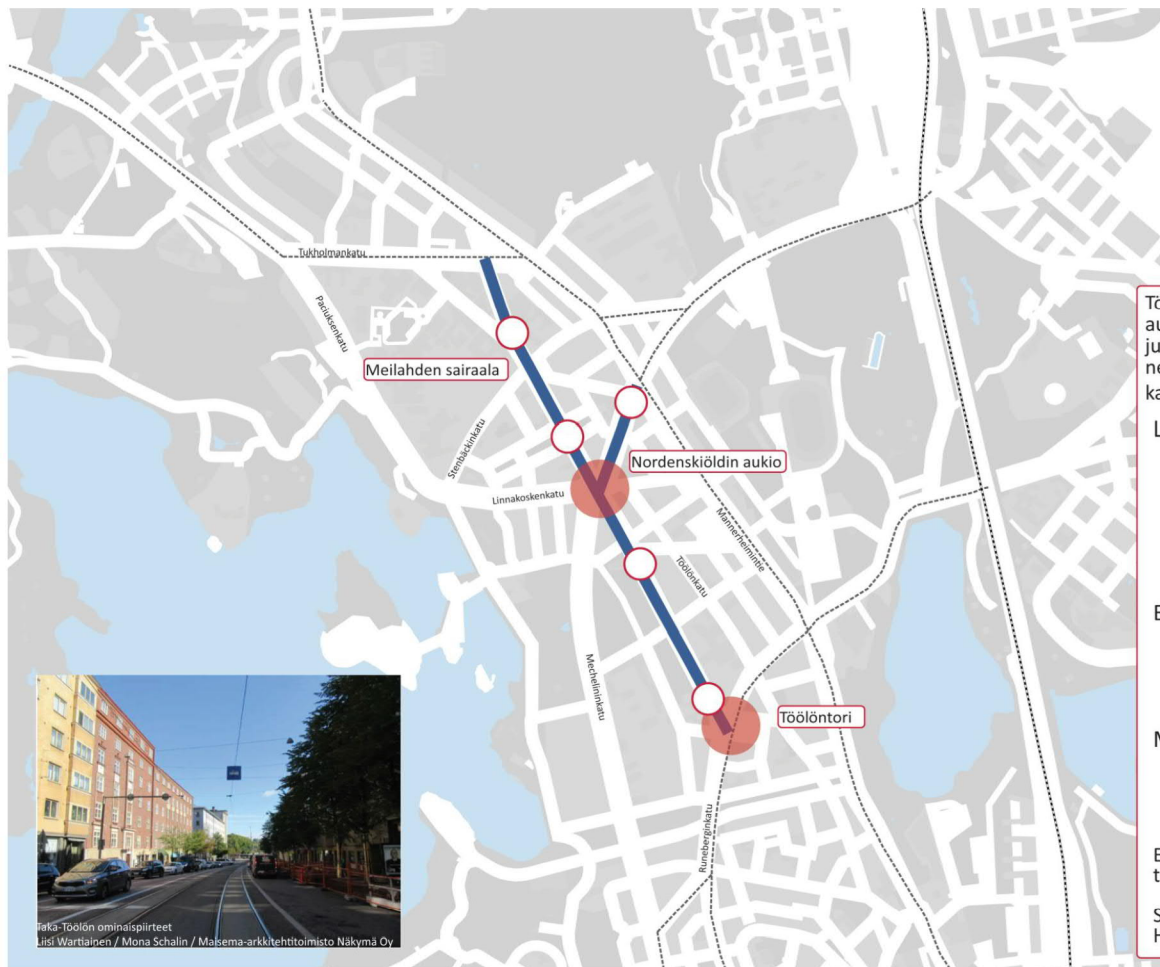 Tukholmankatu
Paciuksenkatu
Meilahden sairaala
Stenbäckinkatu
Nordenskiöldin aukio
Linnakoskenkatu
Mannerheimintie
Töölönkatu
Mechelininkatu
Töölöntori
Runeberginkatu
Taka-Töölön ominaispiirteet
Liisi Wartiainen / Mona Schalin / Maisema-arkkitehtitoimisto Näkymä Oy